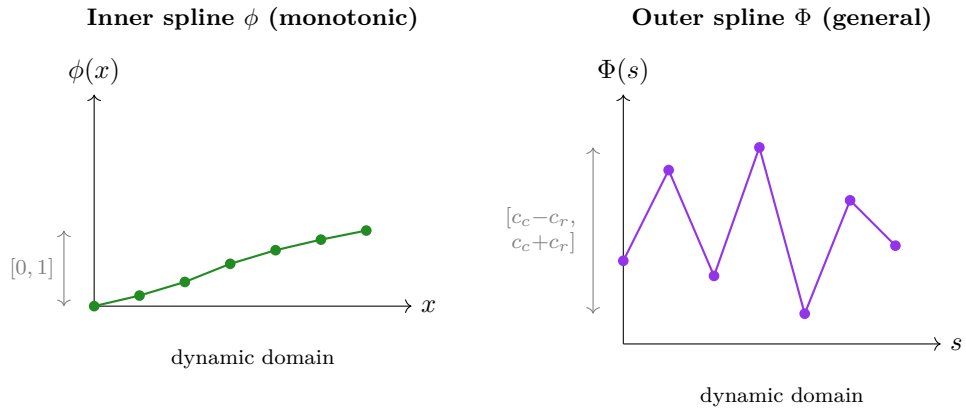 Inner spline ϕ (monotonic)
ϕ(x)
[0, 1]
x
dynamic domain
Outer spline Φ (general)
Φ(s)
[c_c−c_r,
c_c+c_r]
s
dynamic domain